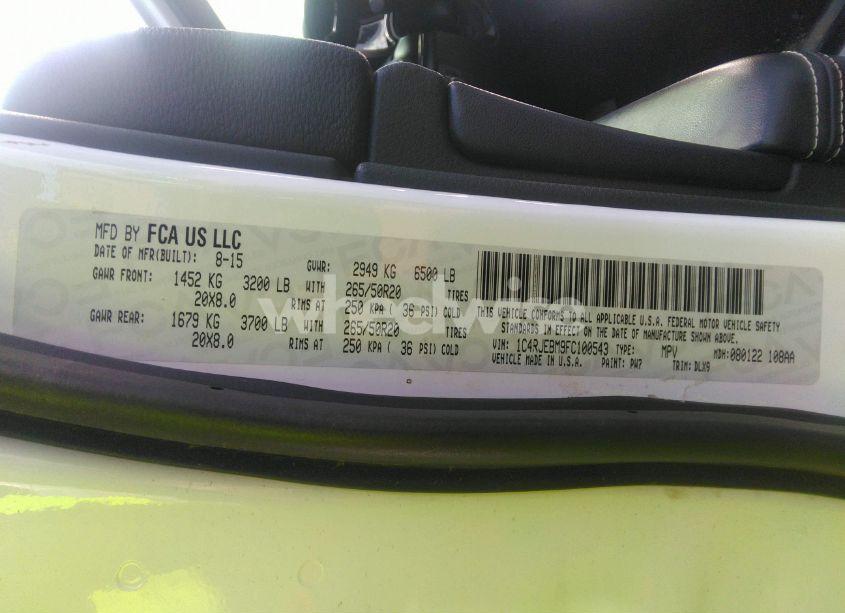 MFD BY FCA US LLC
DATE OF MFR(BUILT): 8-15 GVWR: 2949 KG 6500 LB
GAWR FRONT: 1452 KG 3200 LB WITH 265/50R20 TIRES
20X8.0 RIMS AT 250 KPA ( 36 PSI) COLD
GAWR REAR: 1679 KG 3700 LB WITH 265/50R20 TIRES
20X8.0 RIMS AT 250 KPA ( 36 PSI) COLD
THIS VEHICLE CONFORMS TO ALL APPLICABLE U.S.A. FEDERAL MOTOR VEHICLE SAFETY
STANDARDS IN EFFECT ON THE DATE OF MANUFACTURE SHOWN ABOVE.
VIN: 1C4RJEBM9FC100543 TYPE: MPV MDH: 080122 108AA
VEHICLE MADE IN U.S.A. PAINT: PW7 TRIM: DLX9